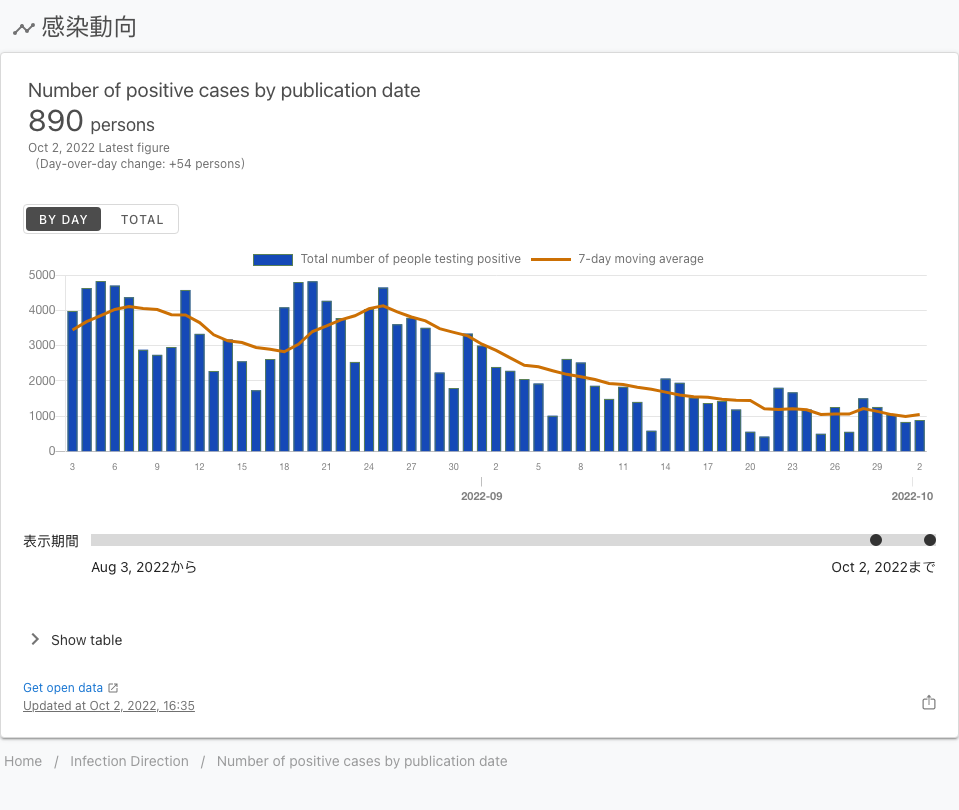 感染動向
Number of positive cases by publication date
890 persons
Oct 2, 2022 Latest figure
(Day-over-day change: +54 persons)
BY DAY TOTAL
Total number of people testing positive 7-day moving average
5000
4000
3000
2000
1000
0
3 6 9 12 15 18 21 24 27 30 2 5 8 11 14 17 20 23 26 29 2
2022-09 2022-10
表示期間
Aug 3, 2022から Oct 2, 2022まで
Show table
Get open data
Updated at Oct 2, 2022, 16:35
Home / Infection Direction / Number of positive cases by publication date